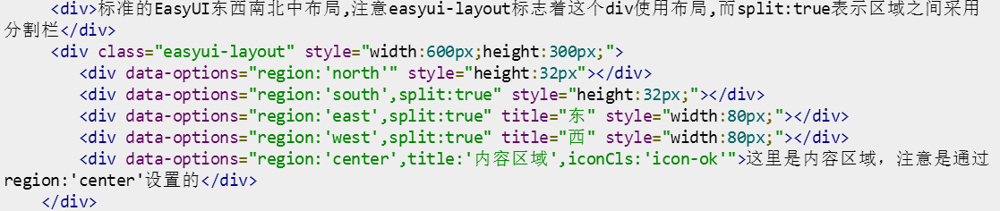 <div>标准的EasyUI东西南北中布局,注意easyui-layout标志着这个div使用布局,而split:true表示区域之间采用
分割栏</div>
<div class="easyui-layout" style="width:600px;height:300px;">
<div data-options="region:'north'" style="height:32px"></div>
<div data-options="region:'south',split:true" style="height:32px;"></div>
<div data-options="region:'east',split:true" title="东" style="width:80px;"></div>
<div data-options="region:'west',split:true" title="西" style="width:80px;"></div>
<div data-options="region:'center',title:'内容区域',iconCls:'icon-ok'">这里是内容区域，注意是通过
region:'center'设置的</div>
</div>